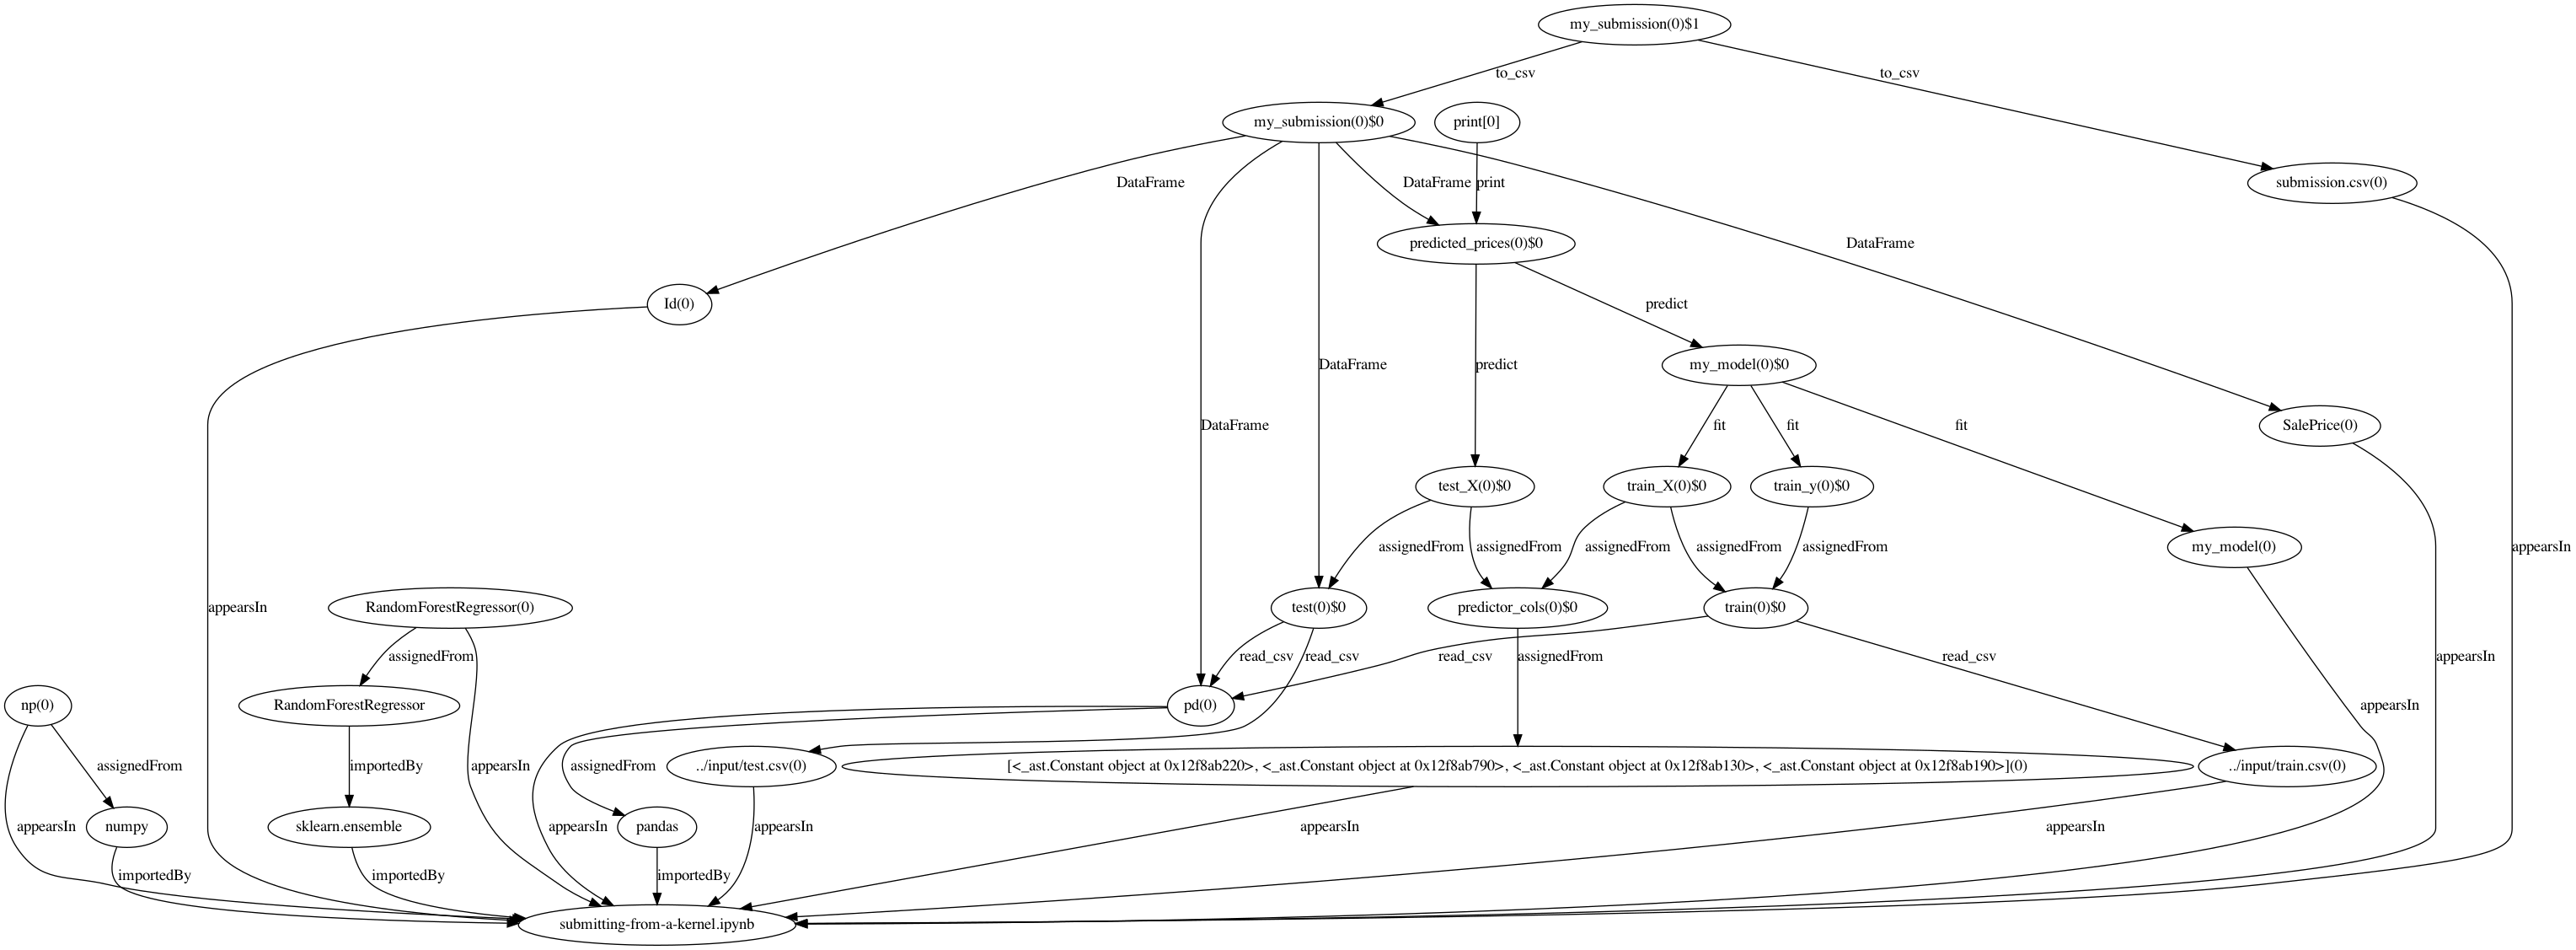 my_submission(0)$1
to_csv
to_csv
my_submission(0)$0
print[0]
DataFrame
DataFrame
print
submission.csv(0)
predicted_prices(0)$0
DataFrame
Id(0)
predict
DataFrame
predict
my_model(0)$0
DataFrame
fit
fit
fit
SalePrice(0)
test_X(0)$0
train_X(0)$0
train_y(0)$0
assignedFrom
assignedFrom
assignedFrom
assignedFrom
assignedFrom
my_model(0)
appearsIn
appearsIn
RandomForestRegressor(0)
test(0)$0
predictor_cols(0)$0
train(0)$0
assignedFrom
read_csv
read_csv
read_csv
assignedFrom
read_csv
appearsIn
np(0)
RandomForestRegressor
pd(0)
appearsIn
assignedFrom
importedBy
appearsIn
assignedFrom
../input/test.csv(0)
[<_ast.Constant object at 0x12f8ab220>, <_ast.Constant object at 0x12f8ab790>, <_ast.Constant object at 0x12f8ab130>, <_ast.Constant object at 0x12f8ab190>](0)
../input/train.csv(0)
appearsIn
numpy
sklearn.ensemble
appearsIn
pandas
appearsIn
appearsIn
appearsIn
importedBy
importedBy
importedBy
submitting-from-a-kernel.ipynb